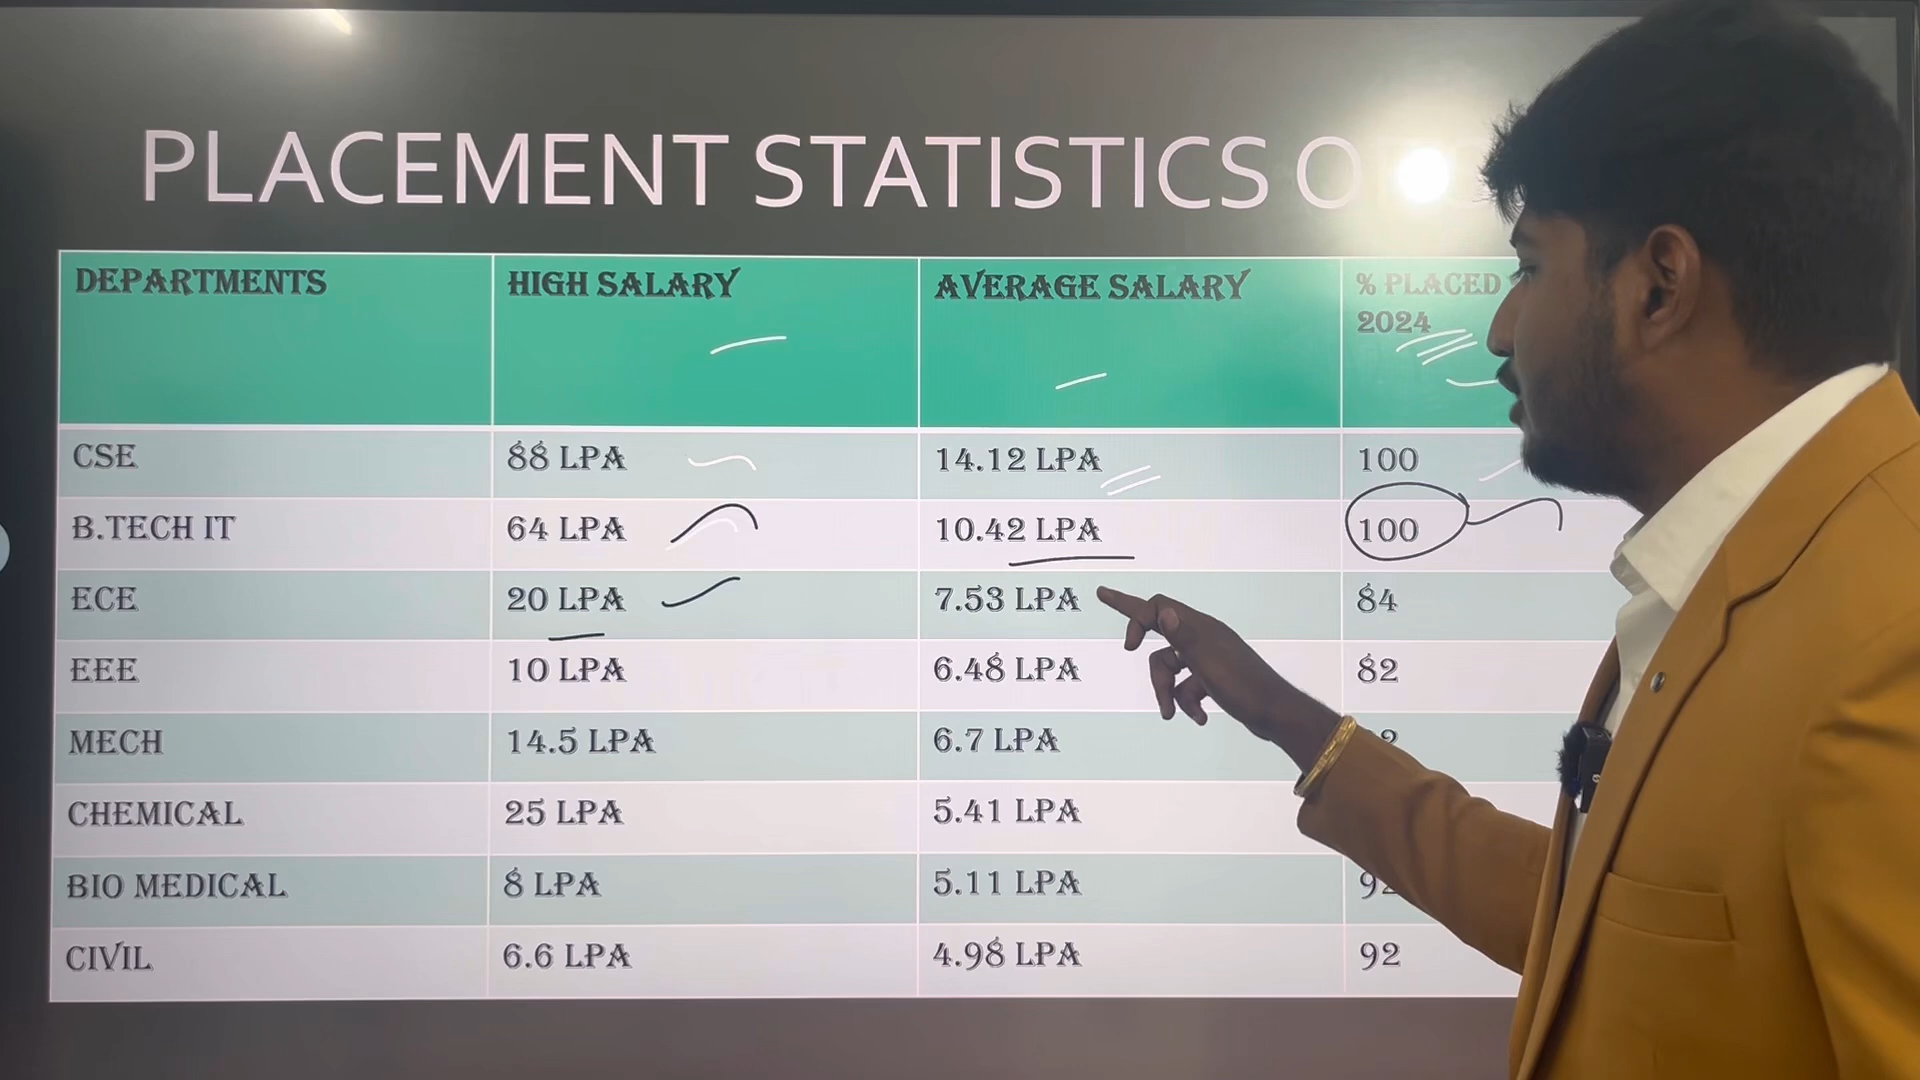 PLACEMENT STATISTICS
DEPARTMENTS HIGH SALARY AVERAGE SALARY % PLACED
2024
CSE 88 LPA 14.12 LPA 100
B.TECH IT 64 LPA 10.42 LPA 100
ECE 20 LPA 7.53 LPA 84
EEE 10 LPA 6.48 LPA 82
MECH 14.5 LPA 6.7 LPA
CHEMICAL 25 LPA 5.41 LPA
BIO MEDICAL 8 LPA 5.11 LPA
CIVIL 6.6 LPA 4.98 LPA 92